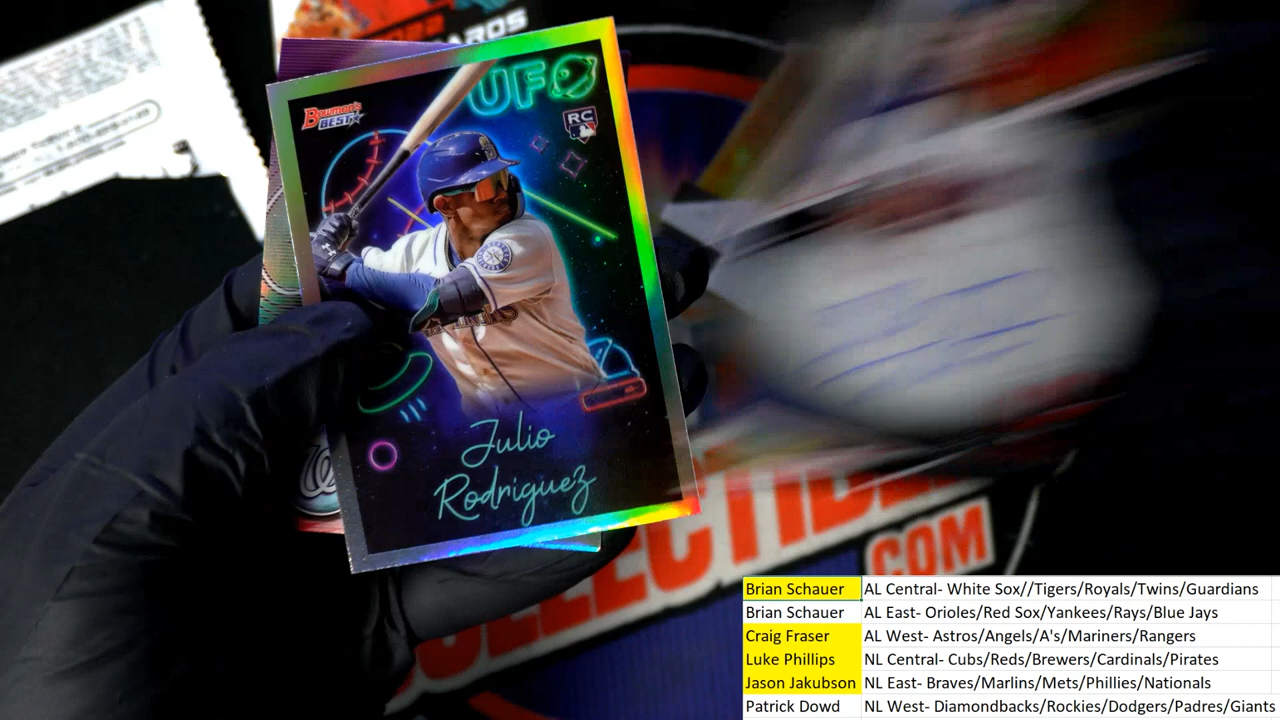 ARDS
UFO
BOWMAN'S
BEST
RC
Julio
Rodriguez
COM
Brian Schauer AL Central- White Sox//Tigers/Royals/Twins/Guardians
Brian Schauer AL East- Orioles/Red Sox/Yankees/Rays/Blue Jays
Craig Fraser AL West- Astros/Angels/A's/Mariners/Rangers
Luke Phillips NL Central- Cubs/Reds/Brewers/Cardinals/Pirates
Jason Jakubson NL East- Braves/Marlins/Mets/Phillies/Nationals
Patrick Dowd NL West- Diamondbacks/Rockies/Dodgers/Padres/Giants